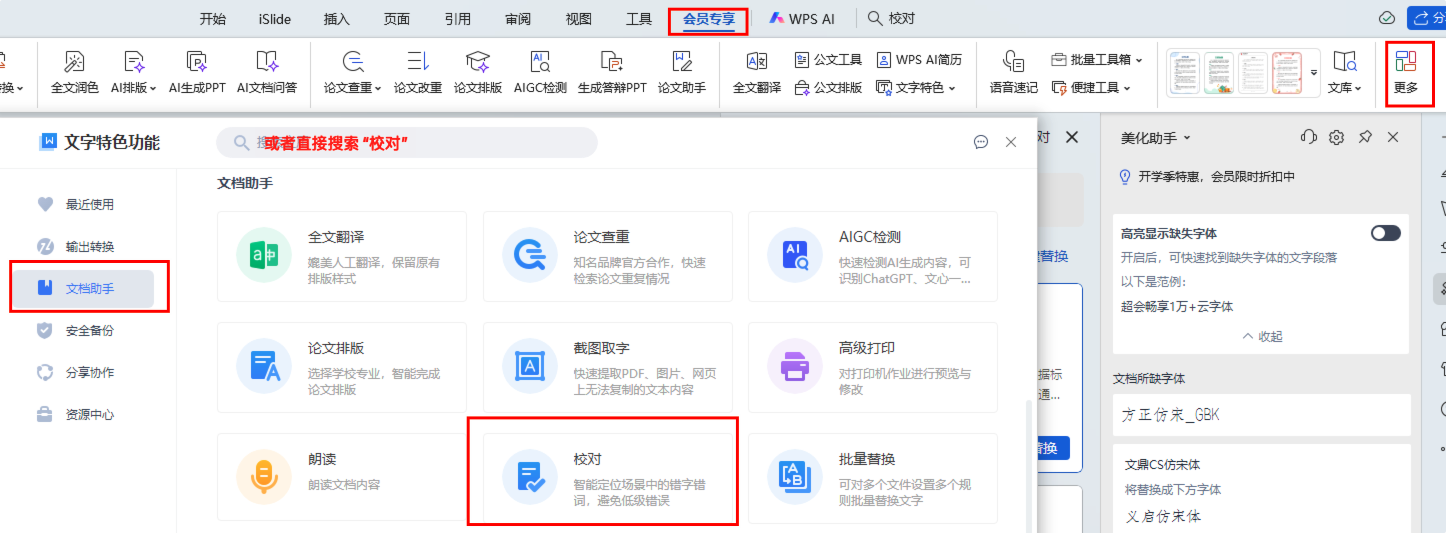 开始 iSlide 插入 页面 引用 审阅 视图 工具 会员专享 WPS AI 校对
全文润色 AI排版 AI生成PPT AI文档问答 论文查重 论文改重 论文排版 AIGC检测 生成答辩PPT 论文助手 全文翻译 公文工具 WPS AI简历 语音速记 批量工具箱 文库 更多
公文排版 文字特色 便捷工具
文字特色功能
或者直接搜索 “校对”
最近使用
输出转换
文档助手
安全备份
分享协作
资源中心
文档助手
全文翻译
媲美人工翻译，保留原有
排版样式
论文查重
知名品牌官方合作，快速
检索论文重复情况
AIGC检测
快速检测AI生成内容，可
识别ChatGPT、文心一...
论文排版
选择学校专业，智能完成
论文排版
截图取字
快速提取PDF、图片、网页
上无法复制的文本内容
高级打印
对打印机作业进行预览与
修改
朗读
朗读文档内容
校对
智能定位场景中的错字错
词，避免低级错误
批量替换
可对多个文件设置多个规
则批量替换文字
替换
据标
通...
替换
美化助手
开学季特惠，会员限时折扣中
高亮显示缺失字体
开启后，可快速找到缺失字体的文字段落
以下是范例：
超会畅享1万+云字体
收起
文档所缺字体
方正仿宋_GBK
文鼎CS仿宋体
将替换成下方字体
义启仿宋体